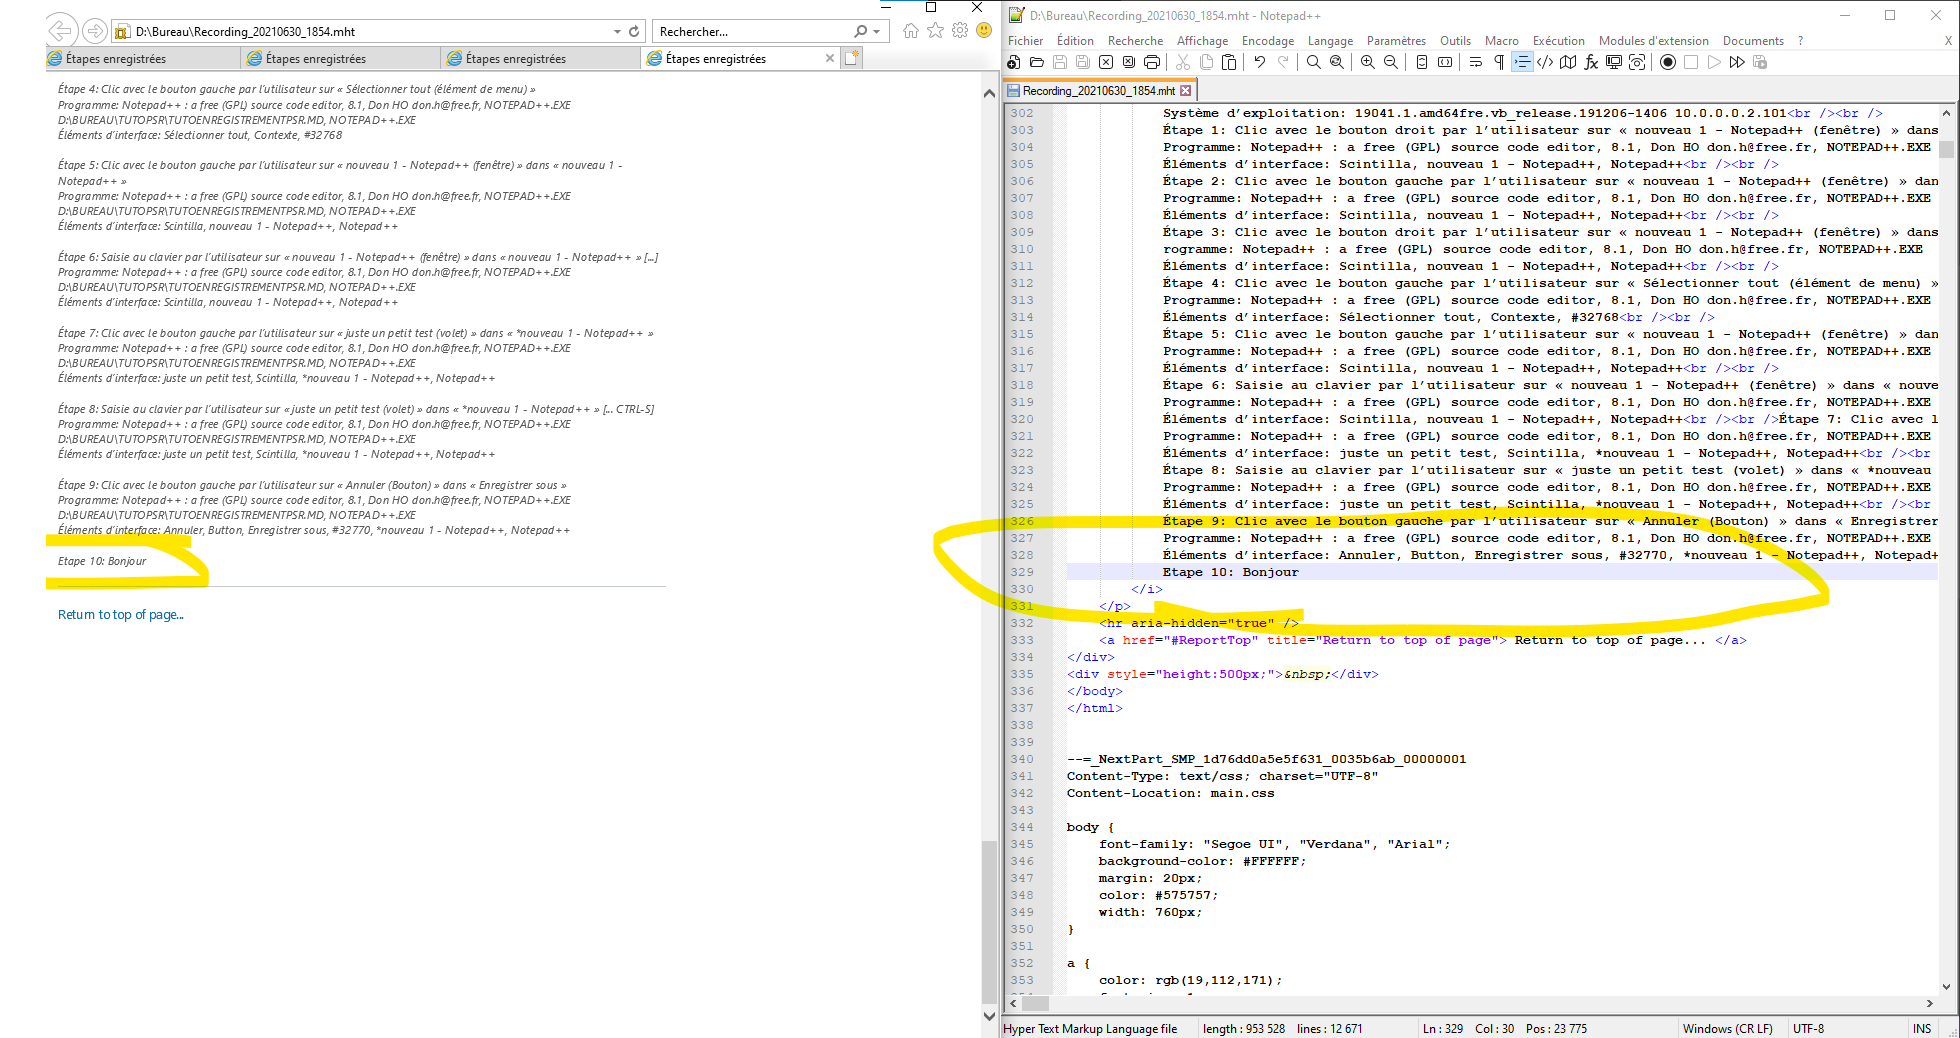 D:\Bureau\Recording_20210630_1854.mht
Rechercher...
Étapes enregistrées
Étapes enregistrées
Étapes enregistrées
Étapes enregistrées
Étape 4: Clic avec le bouton gauche par l'utilisateur sur « Sélectionner tout (élément de menu) »
Programme: Notepad++ : a free (GPL) source code editor, 8.1, Don HO don.h@free.fr, NOTEPAD++.EXE
D:\BUREAU\TUTOPSR\TUTOENREGISTREMENTPSR.MD, NOTEPAD++.EXE
Éléments d'interface: Sélectionner tout, Contexte, #32768
Étape 5: Clic avec le bouton gauche par l'utilisateur sur « nouveau 1 - Notepad++ (fenêtre) » dans « nouveau 1 -
Notepad++ »
Programme: Notepad++ : a free (GPL) source code editor, 8.1, Don HO don.h@free.fr, NOTEPAD++.EXE
D:\BUREAU\TUTOPSR\TUTOENREGISTREMENTPSR.MD, NOTEPAD++.EXE
Éléments d'interface: Scintilla, nouveau 1 - Notepad++, Notepad++
Étape 6: Saisie au clavier par l'utilisateur sur « nouveau 1 - Notepad++ (fenêtre) » dans « nouveau 1 - Notepad++ » [...]
Programme: Notepad++ : a free (GPL) source code editor, 8.1, Don HO don.h@free.fr, NOTEPAD++.EXE
D:\BUREAU\TUTOPSR\TUTOENREGISTREMENTPSR.MD, NOTEPAD++.EXE
Éléments d'interface: Scintilla, nouveau 1 - Notepad++, Notepad++
Étape 7: Clic avec le bouton gauche par l'utilisateur sur « juste un petit test (volet) » dans « *nouveau 1 - Notepad++ »
Programme: Notepad++ : a free (GPL) source code editor, 8.1, Don HO don.h@free.fr, NOTEPAD++.EXE
D:\BUREAU\TUTOPSR\TUTOENREGISTREMENTPSR.MD, NOTEPAD++.EXE
Éléments d'interface: juste un petit test, Scintilla, *nouveau 1 - Notepad++, Notepad++
Étape 8: Saisie au clavier par l'utilisateur sur « juste un petit test (volet) » dans « *nouveau 1 - Notepad++ » [... CTRL-S]
Programme: Notepad++ : a free (GPL) source code editor, 8.1, Don HO don.h@free.fr, NOTEPAD++.EXE
D:\BUREAU\TUTOPSR\TUTOENREGISTREMENTPSR.MD, NOTEPAD++.EXE
Éléments d'interface: juste un petit test, Scintilla, *nouveau 1 - Notepad++, Notepad++
Étape 9: Clic avec le bouton gauche par l'utilisateur sur « Annuler (Bouton) » dans « Enregistrer sous »
Programme: Notepad++ : a free (GPL) source code editor, 8.1, Don HO don.h@free.fr, NOTEPAD++.EXE
D:\BUREAU\TUTOPSR\TUTOENREGISTREMENTPSR.MD, NOTEPAD++.EXE
Éléments d'interface: Annuler, Button, Enregistrer sous, #32770, *nouveau 1 - Notepad++, Notepad++
Etape 10: Bonjour
Return to top of page...
D:\Bureau\Recording_20210630_1854.mht - Notepad++
Fichier Édition Recherche Affichage Encodage Langage Paramètres Outils Macro Exécution Modules d'extension Documents ? X
Recording_20210630_1854.mht
302 Système d'exploitation: 19041.1.amd64fre.vb_release.191206-1406 10.0.0.0.2.101<br /><br />
303 Étape 1: Clic avec le bouton droit par l'utilisateur sur « nouveau 1 - Notepad++ (fenêtre) » dans
304 Programme: Notepad++ : a free (GPL) source code editor, 8.1, Don HO don.h@free.fr, NOTEPAD++.EXE
305 Éléments d'interface: Scintilla, nouveau 1 - Notepad++, Notepad++<br /><br />
306 Étape 2: Clic avec le bouton gauche par l'utilisateur sur « nouveau 1 - Notepad++ (fenêtre) » dan
307 Programme: Notepad++ : a free (GPL) source code editor, 8.1, Don HO don.h@free.fr, NOTEPAD++.EXE
308 Éléments d'interface: Scintilla, nouveau 1 - Notepad++, Notepad++<br /><br />
309 Étape 3: Clic avec le bouton droit par l'utilisateur sur « nouveau 1 - Notepad++ (fenêtre) » dans
310 rogramme: Notepad++ : a free (GPL) source code editor, 8.1, Don HO don.h@free.fr, NOTEPAD++.EXE
311 Éléments d'interface: Scintilla, nouveau 1 - Notepad++, Notepad++<br /><br />
312 Étape 4: Clic avec le bouton gauche par l'utilisateur sur « Sélectionner tout (élément de menu) »
313 Programme: Notepad++ : a free (GPL) source code editor, 8.1, Don HO don.h@free.fr, NOTEPAD++.EXE
314 Éléments d'interface: Sélectionner tout, Contexte, #32768<br /><br />
315 Étape 5: Clic avec le bouton gauche par l'utilisateur sur « nouveau 1 - Notepad++ (fenêtre) » dan
316 Programme: Notepad++ : a free (GPL) source code editor, 8.1, Don HO don.h@free.fr, NOTEPAD++.EXE
317 Éléments d'interface: Scintilla, nouveau 1 - Notepad++, Notepad++<br /><br />
318 Étape 6: Saisie au clavier par l'utilisateur sur « nouveau 1 - Notepad++ (fenêtre) » dans « nouve
319 Programme: Notepad++ : a free (GPL) source code editor, 8.1, Don HO don.h@free.fr, NOTEPAD++.EXE
320 Éléments d'interface: Scintilla, nouveau 1 - Notepad++, Notepad++<br /><br />Étape 7: Clic avec l
321 Programme: Notepad++ : a free (GPL) source code editor, 8.1, Don HO don.h@free.fr, NOTEPAD++.EXE
322 Éléments d'interface: juste un petit test, Scintilla, *nouveau 1 - Notepad++, Notepad++<br /><br
323 Étape 8: Saisie au clavier par l'utilisateur sur « juste un petit test (volet) » dans « *nouveau
324 Programme: Notepad++ : a free (GPL) source code editor, 8.1, Don HO don.h@free.fr, NOTEPAD++.EXE
325 Éléments d'interface: juste un petit test, Scintilla, *nouveau 1 - Notepad++, Notepad++<br /><br
326 Étape 9: Clic avec le bouton gauche par l'utilisateur sur « Annuler (Bouton) » dans « Enregistrer
327 Programme: Notepad++ : a free (GPL) source code editor, 8.1, Don HO don.h@free.fr, NOTEPAD++.EXE
328 Éléments d'interface: Annuler, Button, Enregistrer sous, #32770, *nouveau 1 - Notepad++, Notepad+
329 Etape 10: Bonjour
330 </i>
331 </p>
332 <hr aria-hidden="true" />
333 <a href="#ReportTop" title="Return to top of page"> Return to top of page... </a>
334 </div>
335 <div style="height:500px;">&nbsp;</div>
336 </body>
337 </html>
338
339
340 --=_NextPart_SMP_1d76dd0a5e5f631_0035b6ab_00000001
341 Content-Type: text/css; charset="UTF-8"
342 Content-Location: main.css
343
344 body {
345 font-family: "Segoe UI", "Verdana", "Arial";
346 background-color: #FFFFFF;
347 margin: 20px;
348 color: #575757;
349 width: 760px;
350 }
351
352 a {
353 color: rgb(19,112,171);
Hyper Text Markup Language file length : 953 528 lines : 12 671 Ln : 329 Col : 30 Pos : 23 775 Windows (CR LF) UTF-8 INS